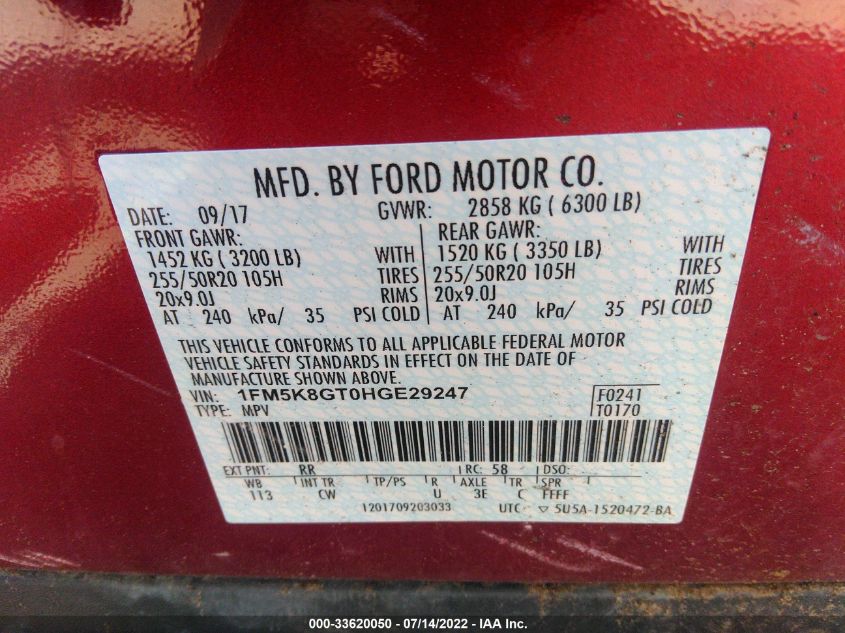 MFD. BY FORD MOTOR CO.
DATE: 09/17 GVWR: 2858 KG ( 6300 LB)
FRONT GAWR: REAR GAWR:
1452 KG ( 3200 LB) WITH 1520 KG ( 3350 LB) WITH
255/50R20 105H TIRES 255/50R20 105H TIRES
20x9.0J RIMS 20x9.0J RIMS
AT 240 kPa/ 35 PSI COLD AT 240 kPa/ 35 PSI COLD
THIS VEHICLE CONFORMS TO ALL APPLICABLE FEDERAL MOTOR
VEHICLE SAFETY STANDARDS IN EFFECT ON THE DATE OF
MANUFACTURE SHOWN ABOVE.
VIN: 1FM5K8GT0HGE29247 F0241
TYPE: MPV T0170
EXT PNT: RR RC: 58 DSO:
WB INT TR TP/PS R AXLE TR SPR
113 CW U 3E C FFFF
1201709203033 UTC ▽ 5U5A-1520472-BA
000-33620050 - 07/14/2022 - IAA Inc.